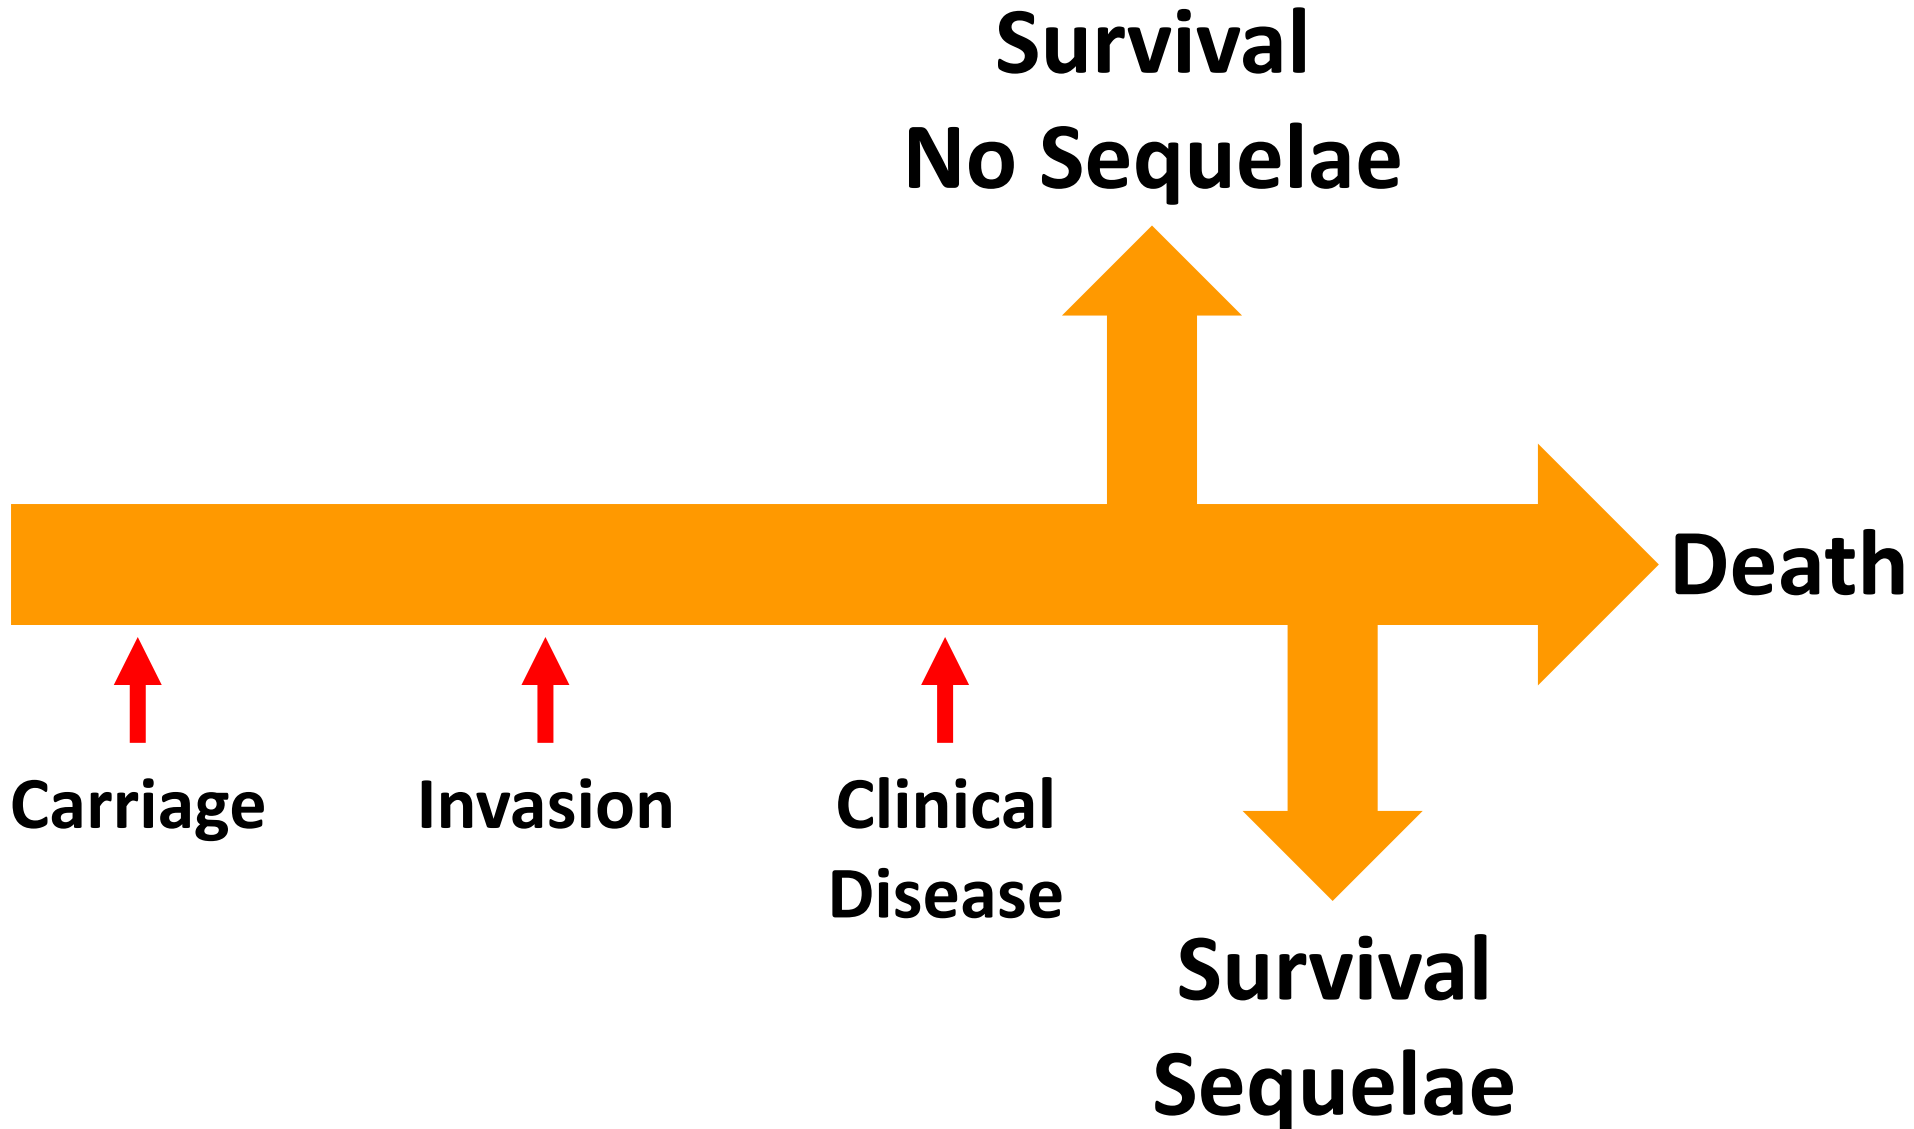 Survival
No Sequelae
Death
Carriage
Invasion
Clinical
Disease
Survival
Sequelae